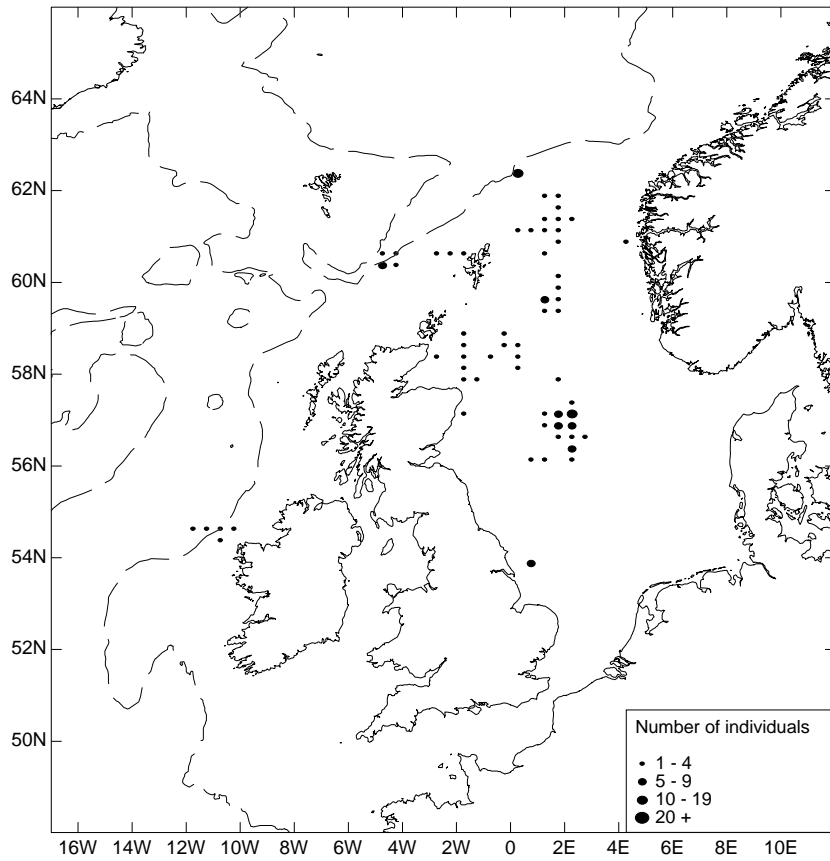 64N
62N
60N
58N
56N
54N
52N
50N
Number of individuals
1 - 4
5 - 9
10 - 19
20 +
16W 14W 12W 10W 8W 6W 4W 2W 0 2E 4E 6E 8E 10E